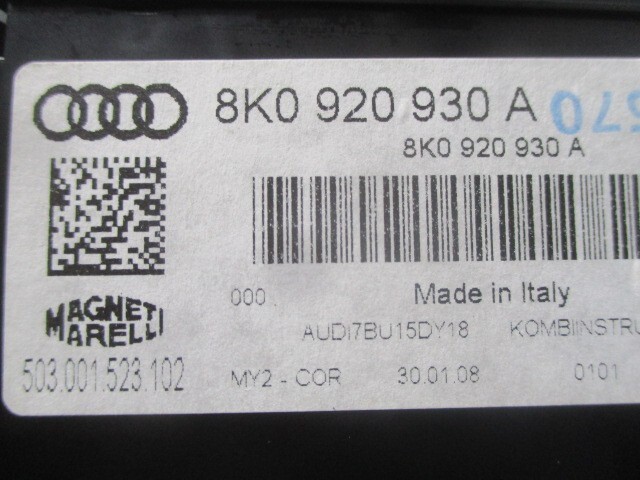 8K0 920 930 A
8K0 920 930 A
000
Made in Italy
AUDI7BU15DY18 KOMBIINSTRU
MAGNETI
MARELLI
503.001.523.102
MY2 - COR 30.01.08 0101